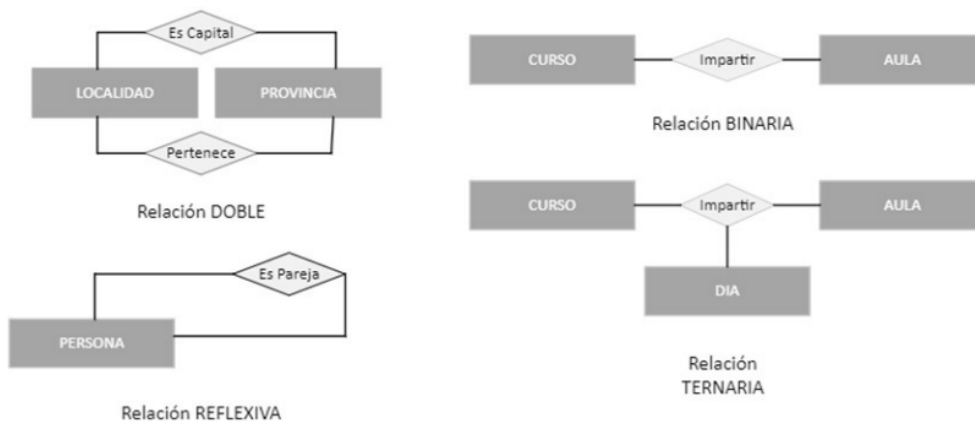 Es Capital
LOCALIDAD
PROVINCIA
Pertenece
Relación DOBLE
Es Pareja
PERSONA
Relación REFLEXIVA
CURSO
Impartir
AULA
Relación BINARIA
CURSO
Impartir
AULA
DIA
Relación
TERNARIA